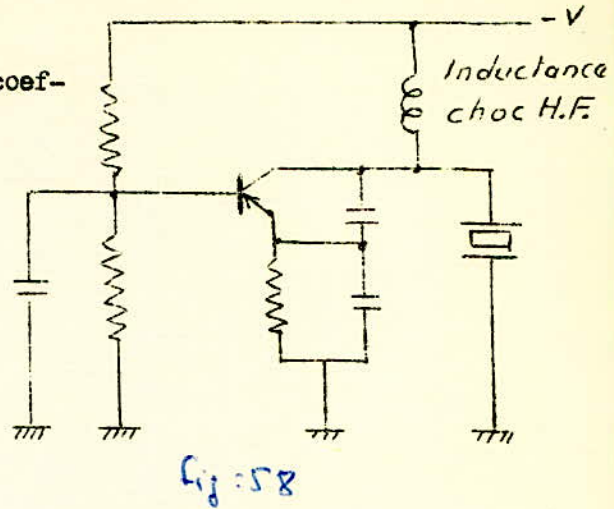 - V
coef-
Inductance
choc H.F.
fig : 58